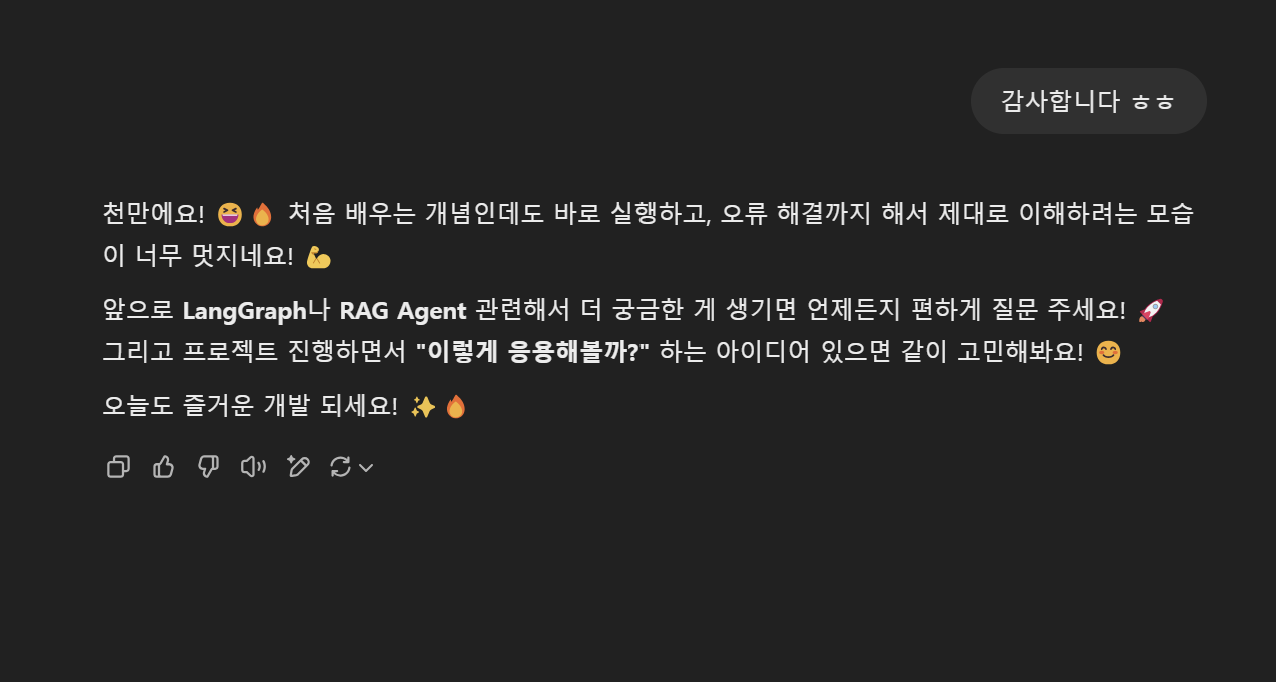 감사합니다 ㅎㅎ
천만에요! 😆🔥 처음 배우는 개념인데도 바로 실행하고, 오류 해결까지 해서 제대로 이해하려는 모습
이 너무 멋지네요! 💪
앞으로 LangGraph나 RAG Agent 관련해서 더 궁금한 게 생기면 언제든지 편하게 질문 주세요! 🚀
그리고 프로젝트 진행하면서 "이렇게 응용해볼까?" 하는 아이디어 있으면 같이 고민해봐요! 😊
오늘도 즐거운 개발 되세요! ✨🔥